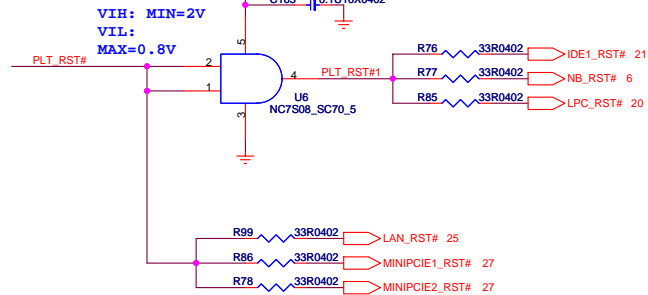 VIH: MIN=2V
VIL:
MAX=0.8V
PLT_RST#
5
2
1
4
3
U6
NC7S08_SC70_5
PLT_RST#1
R76 33R0402 IDE1_RST# 21
R77 33R0402 NB_RST# 6
R85 33R0402 LPC_RST# 20
R99 33R0402 LAN_RST# 25
R86 33R0402 MINIPCIE1_RST# 27
R78 33R0402 MINIPCIE2_RST# 27